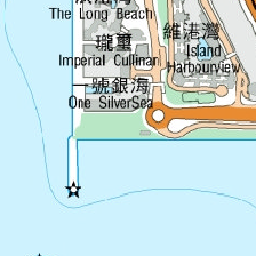 The Long Beach
瓏璽
Imperial Cullinan
一號銀海
One SilverSea
維港灣
Island
Harbourview